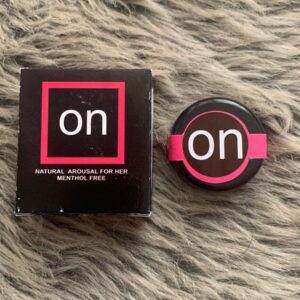 on
NATURAL AROUSAL FOR HER
MENTHOL FREE
on